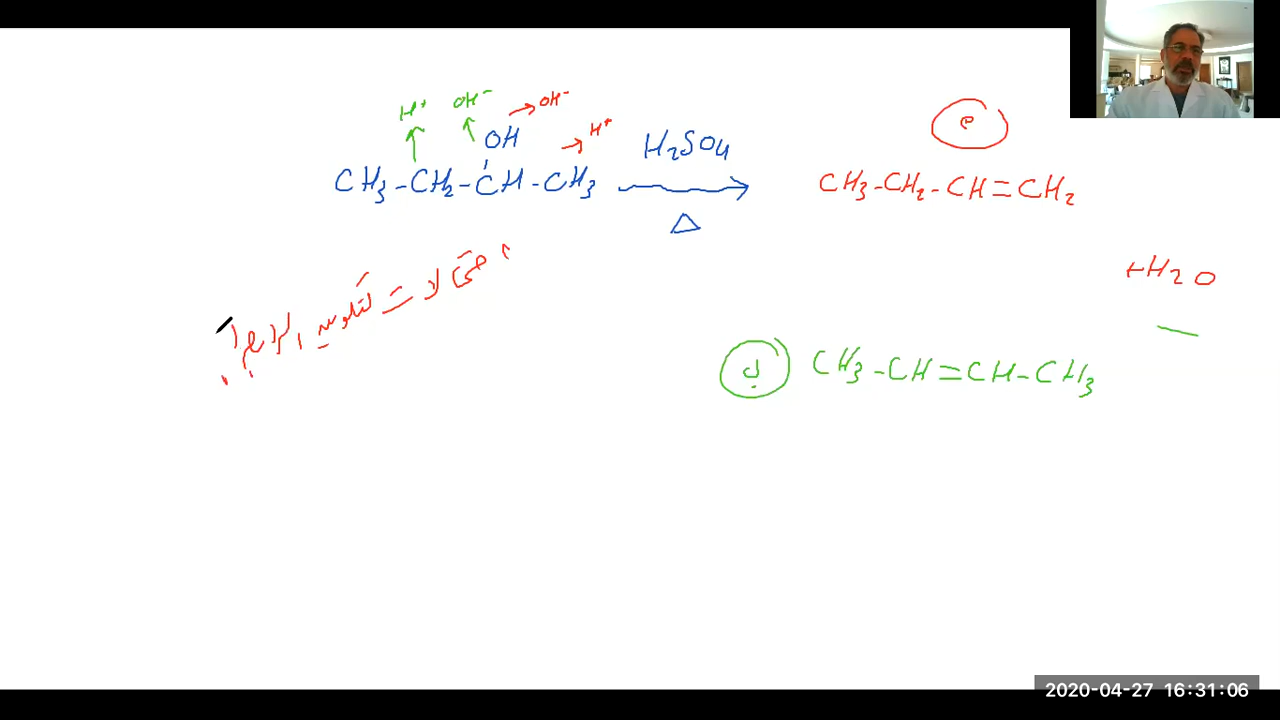 H⁺ OH⁻ → OH⁻
OH → H⁺
CH₃-CH₂-CH-CH₃ H₂SO₄ Δ
CH₃-CH₂-CH=CH₂
+H₂O
CH₃-CH=CH-CH₃
2020-04-27 16:31:06